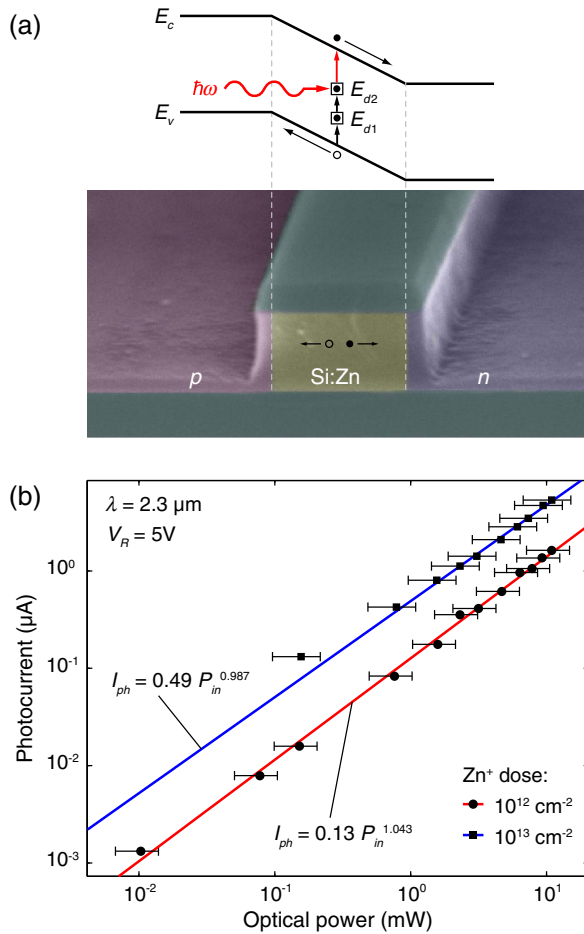 (a)
E_c
ħω
E_d2
E_v
E_d1
p
Si:Zn
n
(b)
λ = 2.3 µm
V_R = 5V
10^0
10^-1
10^-2
10^-3
Photocurrent (µA)
I_ph = 0.49 P_in^0.987
I_ph = 0.13 P_in^1.043
Zn^+ dose:
10^12 cm^-2
10^13 cm^-2
10^-2 10^-1 10^0 10^1
Optical power (mW)